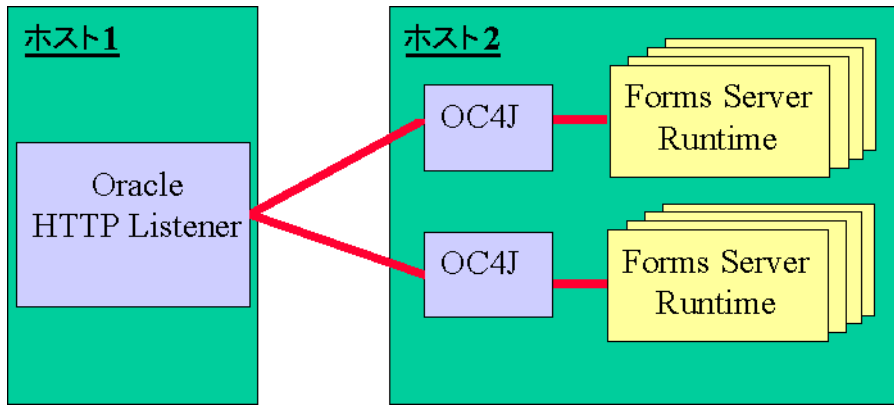 ホスト1
Oracle
HTTP Listener
ホスト2
OC4J
Forms Server
Runtime
OC4J
Forms Server
Runtime